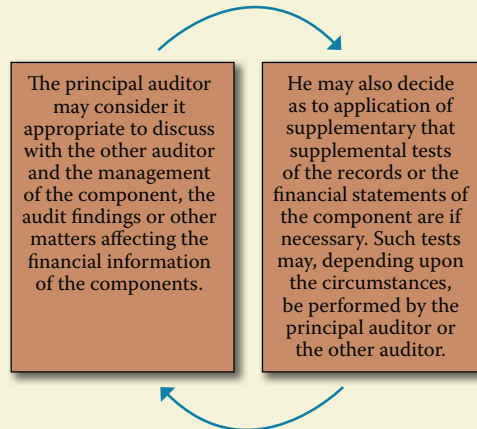 The principal auditor
may consider it
appropriate to discuss
with the other auditor
and the management
of the component, the
audit findings or other
matters affecting the
financial information
of the components.
He may also decide
as to application of
supplementary that
supplemental tests
of the records or the
financial statements of
the component are if
necessary. Such tests
may, depending upon
the circumstances,
be performed by the
principal auditor or
the other auditor.